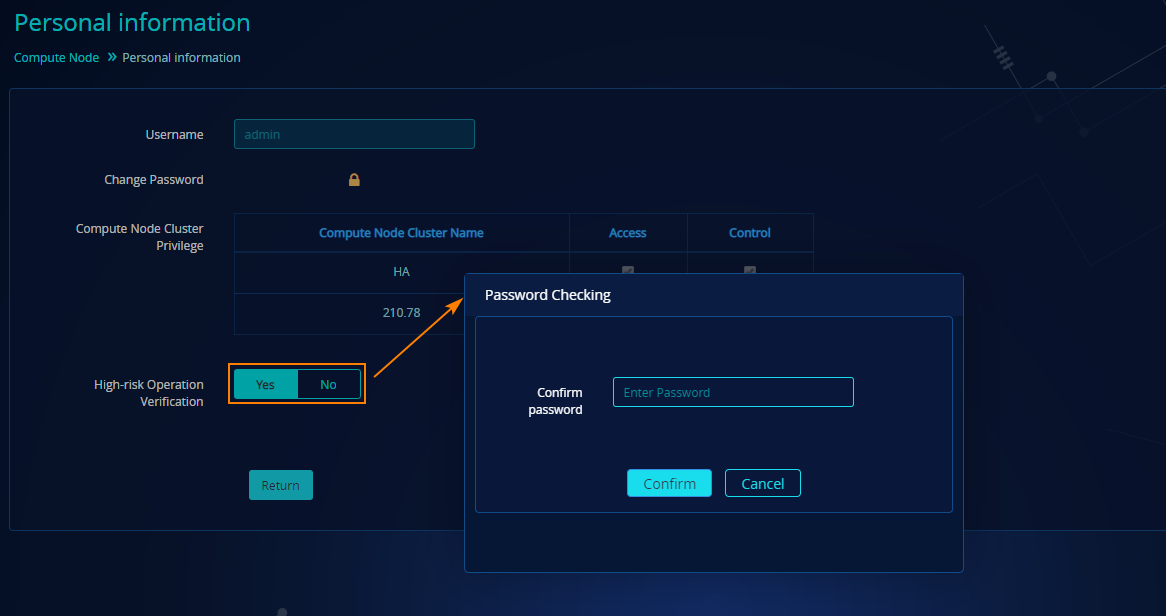 Personal information
Compute Node » Personal information
Username
admin
Change Password
Compute Node Cluster
Privilege
Compute Node Cluster Name Access Control
HA
210.78
High-risk Operation
Verification
Yes No
Return
Password Checking
Confirm
password
Enter Password
Confirm Cancel